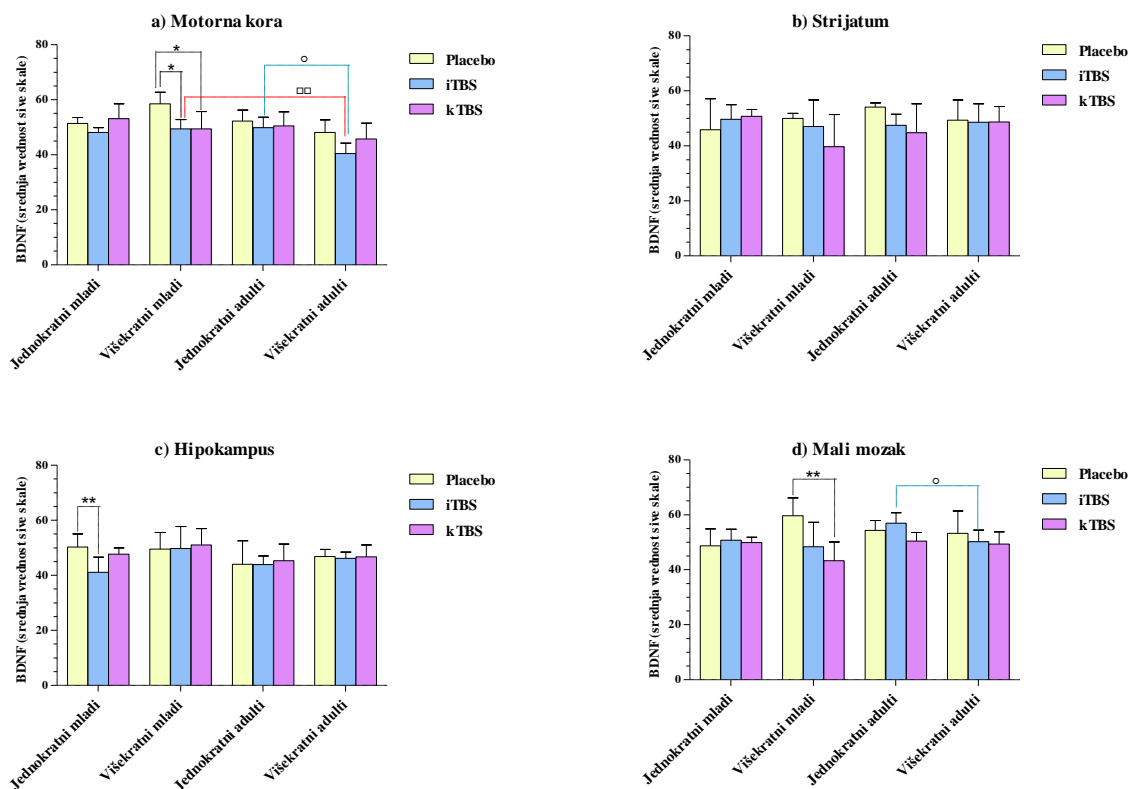 a) Motorna kora
BDNF (srednja vrednost sive skale)
80
60
40
20
0
*
*
○
□□
Jednokratni mladi
Višekratni mladi
Jednokratni adulti
Višekratni adulti
Placebo
iTBS
kTBS
b) Strijatum
BDNF (srednja vrednost sive skale)
80
60
40
20
0
Jednokratni mladi
Višekratni mladi
Jednokratni adulti
Višekratni adulti
Placebo
iTBS
kTBS
c) Hipokampus
BDNF (srednja vrednost sive skale)
80
60
40
20
0
**
Jednokratni mladi
Višekratni mladi
Jednokratni adulti
Višekratni adulti
Placebo
iTBS
kTBS
d) Mali mozak
BDNF (srednja vrednost sive skale)
80
60
40
20
0
**
○
Jednokratni mladi
Višekratni mladi
Jednokratni adulti
Višekratni adulti
Placebo
iTBS
kTBS